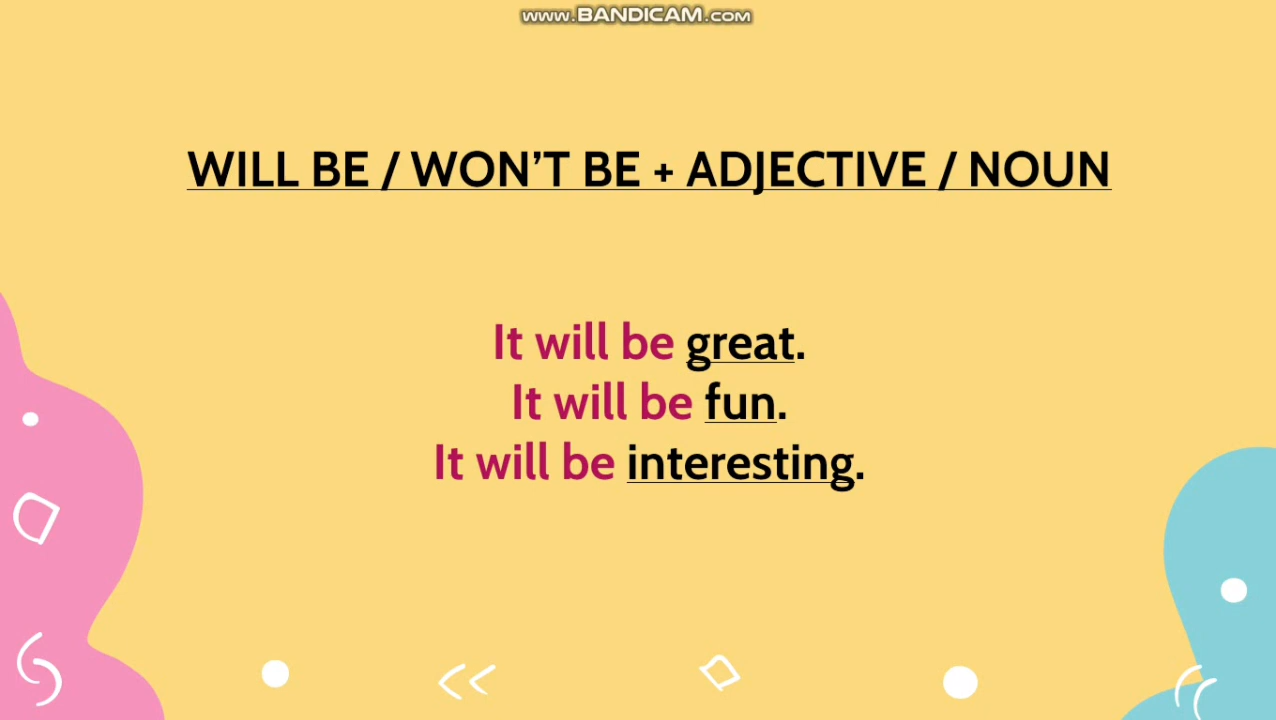 www.BANDICAM.com
WILL BE / WON’T BE + ADJECTIVE / NOUN
It will be great.
It will be fun.
It will be interesting.